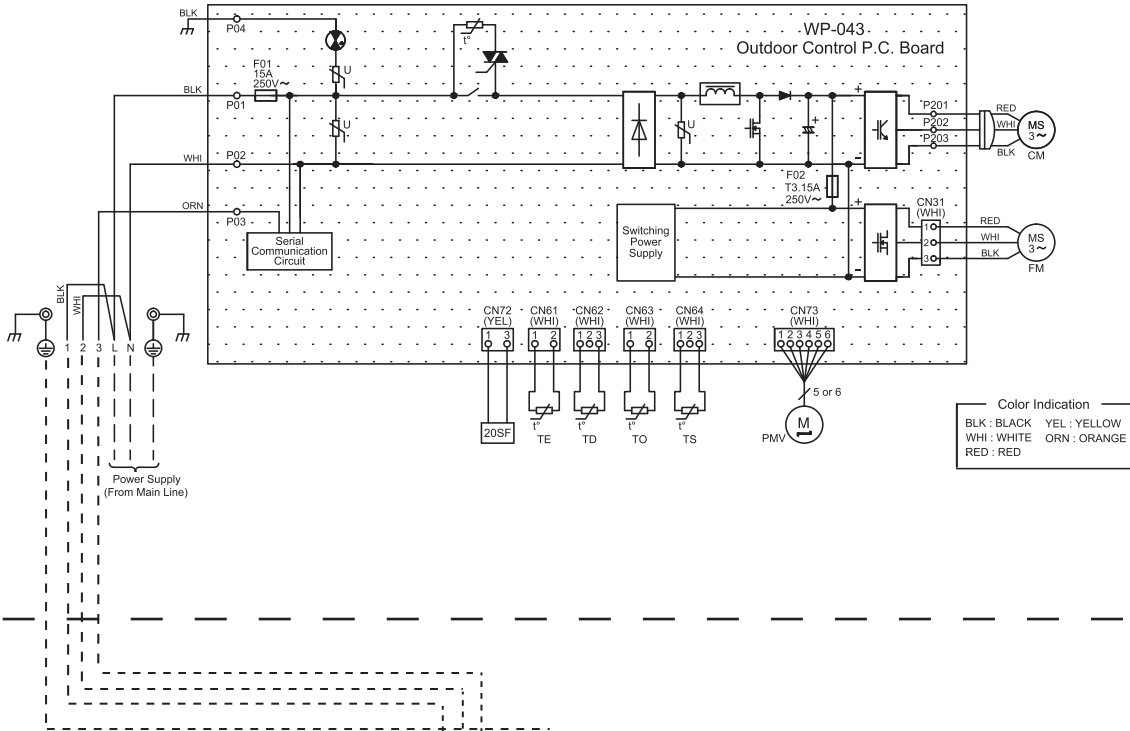 BLK
P04
WP-043
Outdoor Control P.C. Board
t°
F01
15A
250V～
U
BLK
P01
U
U
P201
P202
P203
RED
WHI
BLK
MS
3～
CM
+
+
-
WHI
P02
F02
T3.15A
250V～
ORN
P03
Serial
Communication
Circuit
Switching
Power
Supply
+
-
CN31
(WHI)
1
2
3
RED
WHI
BLK
MS
3～
FM
BLK
WHI
1 2 3 L N
CN72
(YEL)
1 3
CN61
(WHI)
1 2
CN62
(WHI)
1 2 3
CN63
(WHI)
1 2
CN64
(WHI)
1 2 3
CN73
(WHI)
1 2 3 4 5 6
20SF
t°
TE
t°
TD
t°
TO
t°
TS
5 or 6
M
PMV
Color Indication
BLK : BLACK YEL : YELLOW
WHI : WHITE ORN : ORANGE
RED : RED
Power Supply
(From Main Line)